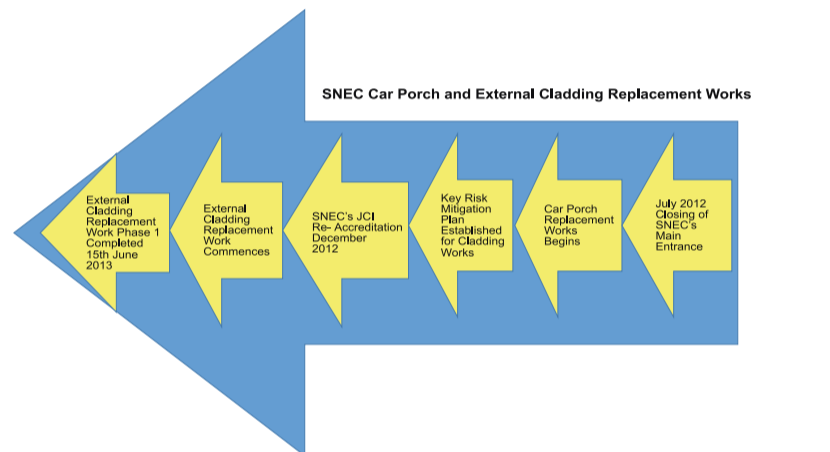 SNEC Car Porch and External Cladding Replacement Works
External
Cladding
Replacement
Work Phase 1
Completed
15th June
2013
External
Cladding
Replacement
Work
Commences
SNEC's JCI
Re- Accreditation
December
2012
Key Risk
Mitigation
Plan
Established
for Cladding
Works
Car Porch
Replacement
Works
Begins
July 2012
Closing of
SNEC's
Main
Entrance